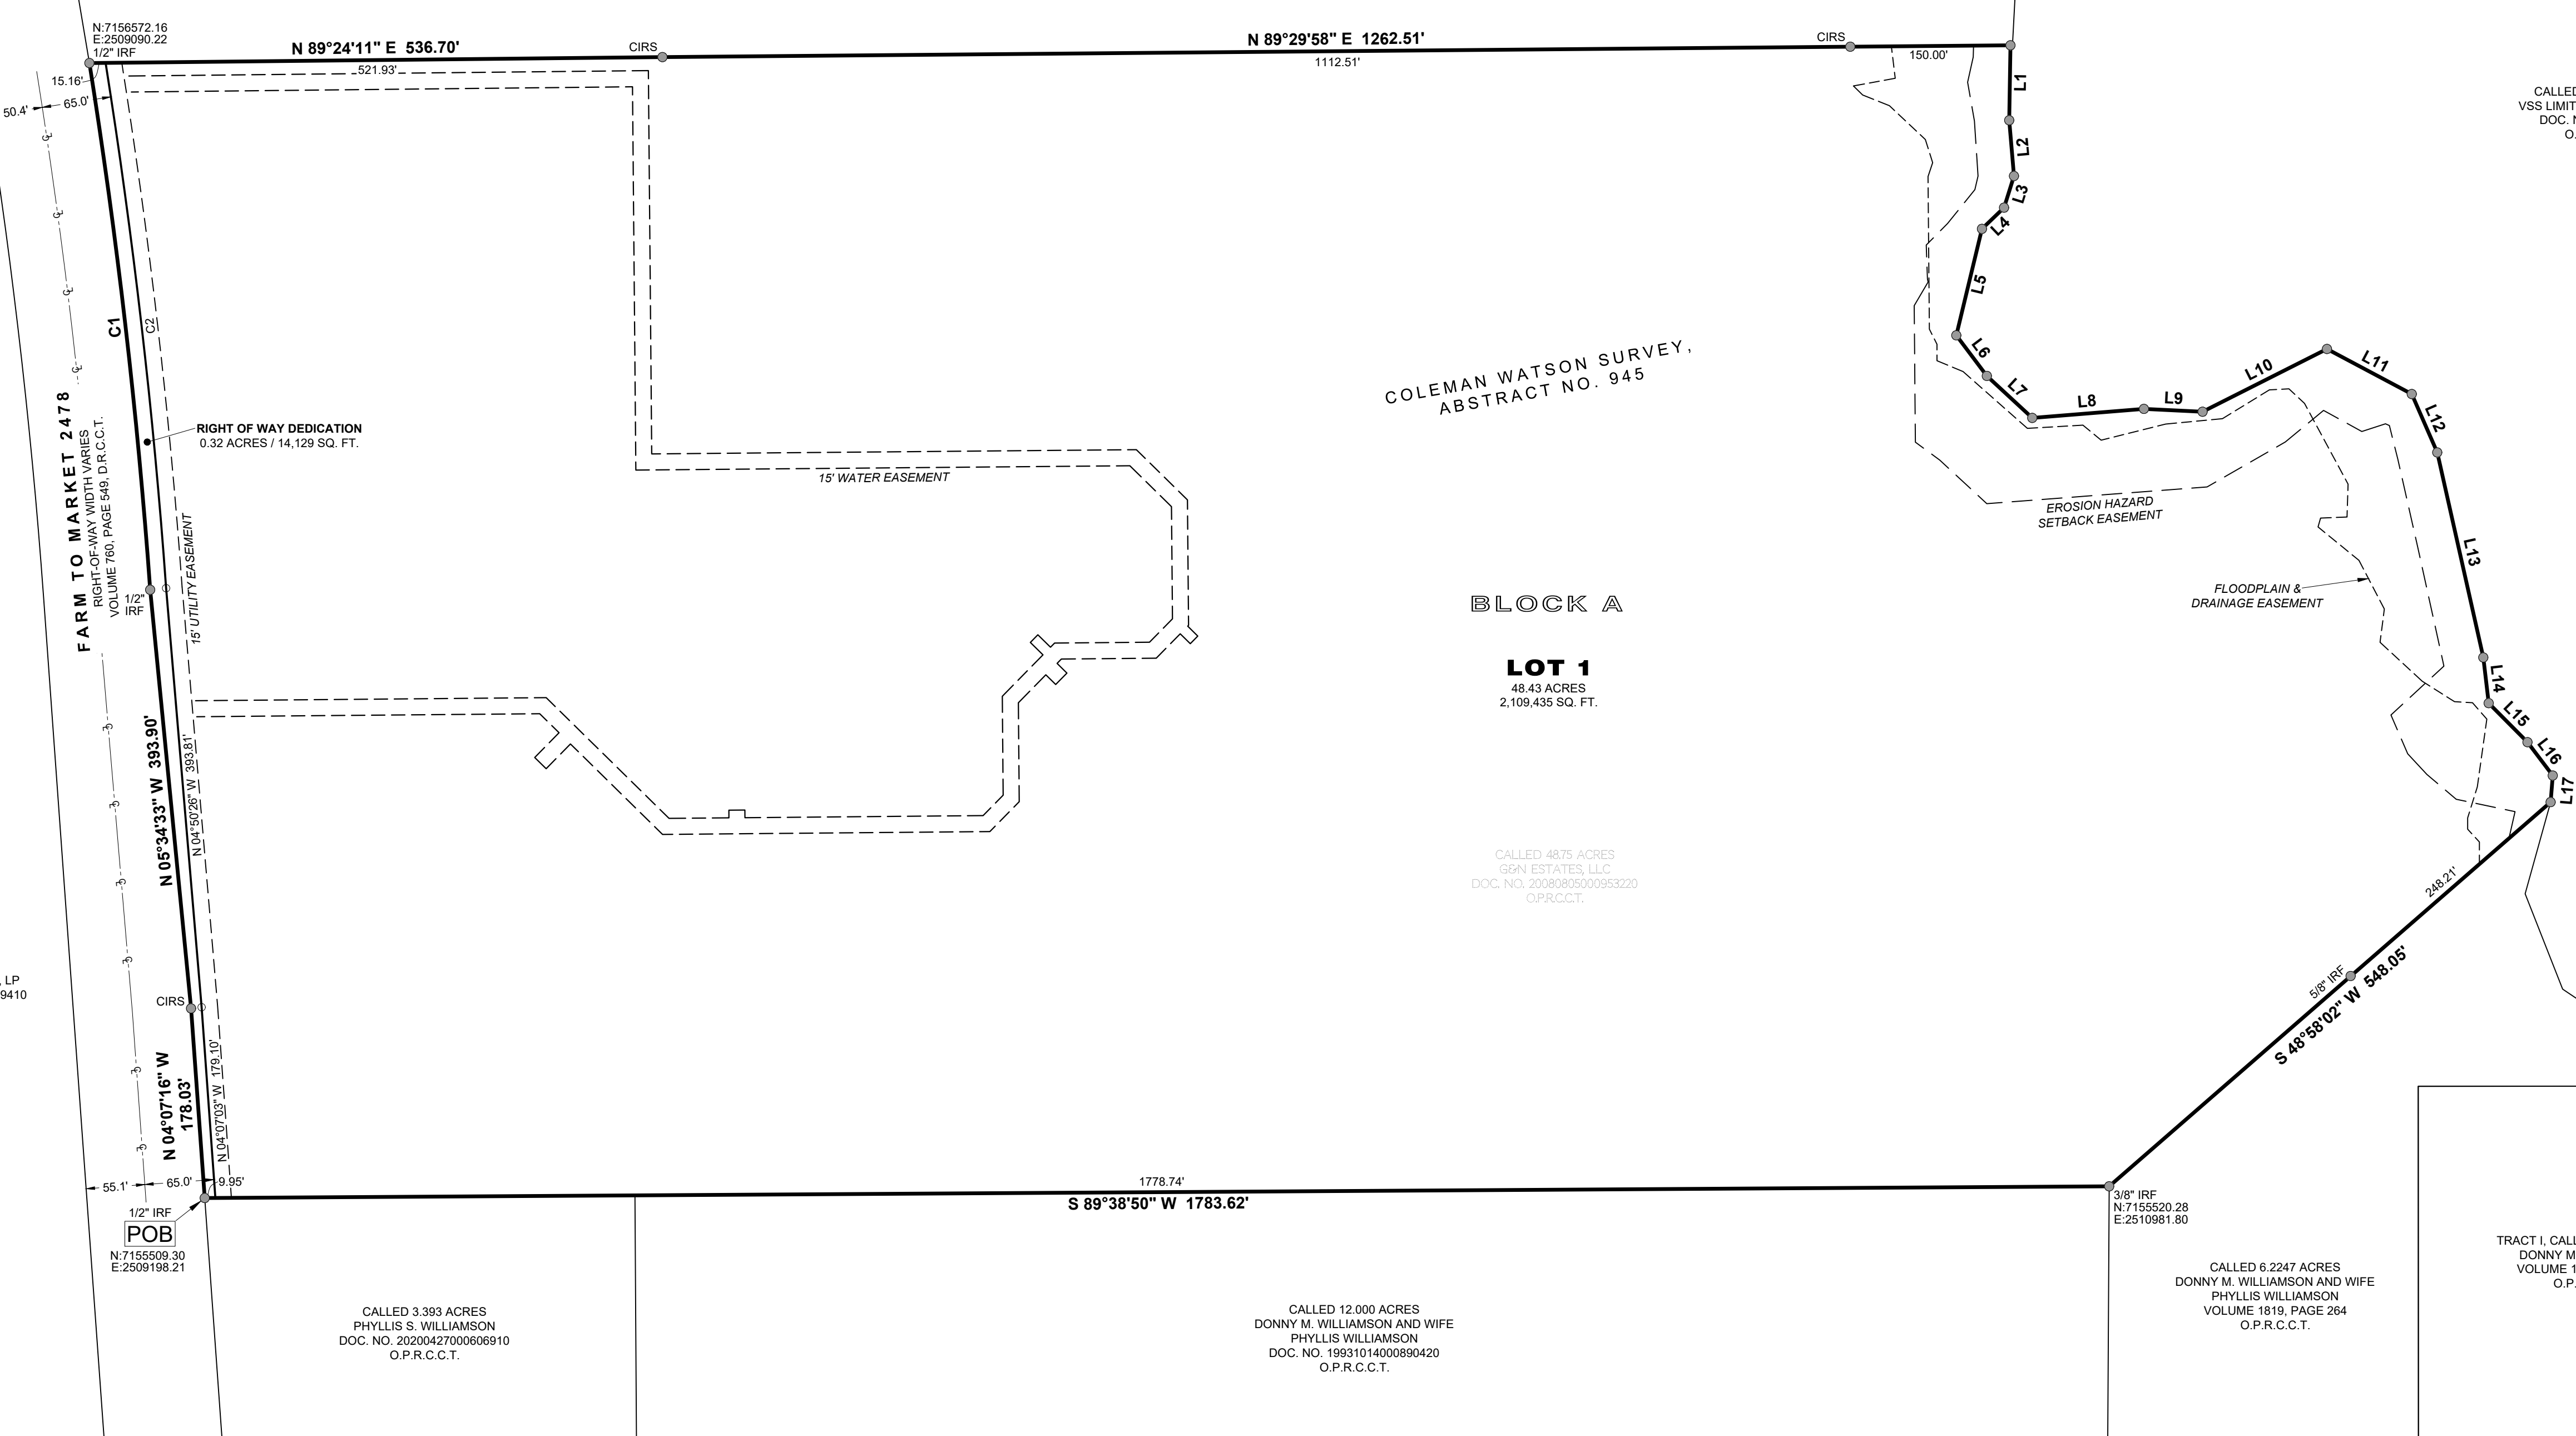 N:7156572.16
E:2509090.22
1/2" IRF
N 89°24'11" E 536.70'
CIRS
N 89°29'58" E 1262.51'
CIRS
521.93'
1112.51'
150.00'
15.16'
50.4'
65.0'
L1
L2
L3
L4
L5
L6
L7
L8
L9
L10
L11
L12
L13
L14
L15
L16
L17
CALLED
VSS LIMIT
DOC. N
O.
C1
C2
COLEMAN WATSON SURVEY,
ABSTRACT NO. 945
FARM TO MARKET 2478
RIGHT-OF-WAY WIDTH VARIES
VOLUME 760, PAGE 549, D.R.C.C.T.
RIGHT OF WAY DEDICATION
0.32 ACRES / 14,129 SQ. FT.
15' WATER EASEMENT
EROSION HAZARD
SETBACK EASEMENT
1/2"
IRF
15' UTILITY EASEMENT
BLOCK A
FLOODPLAIN &
DRAINAGE EASEMENT
LOT 1
48.43 ACRES
2,109,435 SQ. FT.
N 05°34'33" W 393.90'
N 04°50'26" W 393.81'
CALLED 48.75 ACRES
G&N ESTATES, LLC
DOC. NO. 20080805000953220
O.P.R.C.C.T.
248.21'
5/8" IRF
S 48°58'02" W 548.05'
, LP
9410
CIRS
N 04°07'16" W
178.03'
N 04°07'03" W 179.10'
55.1'
65.0'
9.95'
1778.74'
S 89°38'50" W 1783.62'
1/2" IRF
POB
N:7155509.30
E:2509198.21
3/8" IRF
N:7155520.28
E:2510981.80
CALLED 3.393 ACRES
PHYLLIS S. WILLIAMSON
DOC. NO. 20200427000606910
O.P.R.C.C.T.
CALLED 12.000 ACRES
DONNY M. WILLIAMSON AND WIFE
PHYLLIS WILLIAMSON
DOC. NO. 19931014000890420
O.P.R.C.C.T.
CALLED 6.2247 ACRES
DONNY M. WILLIAMSON AND WIFE
PHYLLIS WILLIAMSON
VOLUME 1819, PAGE 264
O.P.R.C.C.T.
TRACT I, CALL
DONNY M
VOLUME 1
O.P.